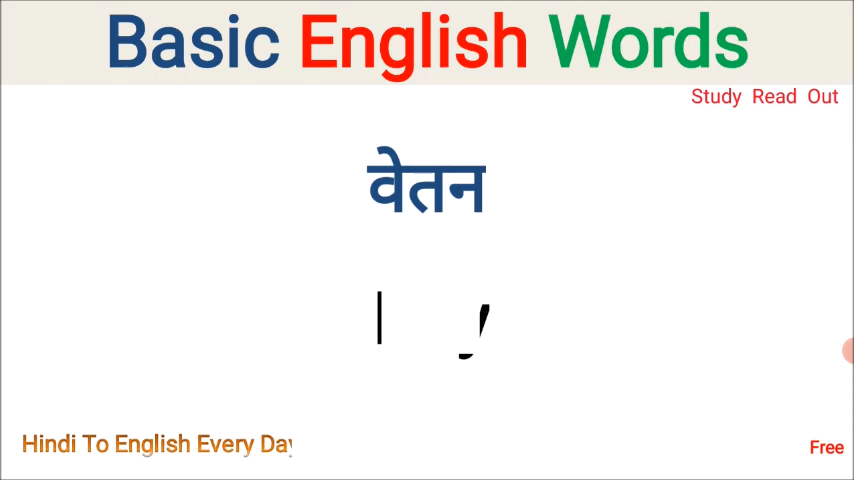 Basic English Words
Study Read Out
वेतन
Hindi To English Every Day
Free